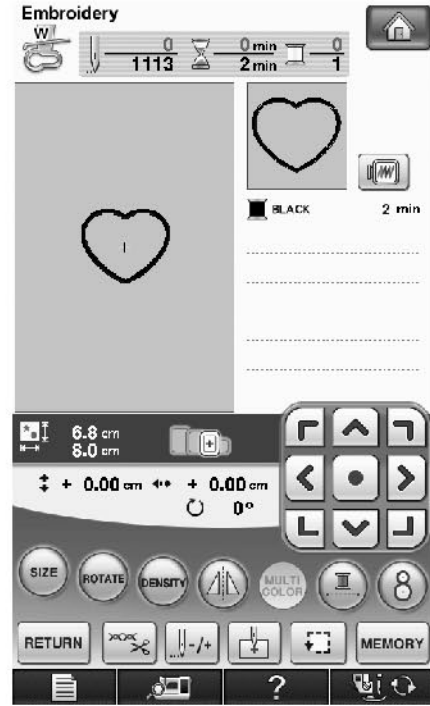 Embroidery
W
0 0 min 0
1113 2 min 1
BLACK 2 min
6.8 cm
8.0 cm
+ 0.00 cm + 0.00 cm
0°
SIZE ROTATE DENSITY MULTI COLOR 8
RETURN -/+ MEMORY
?